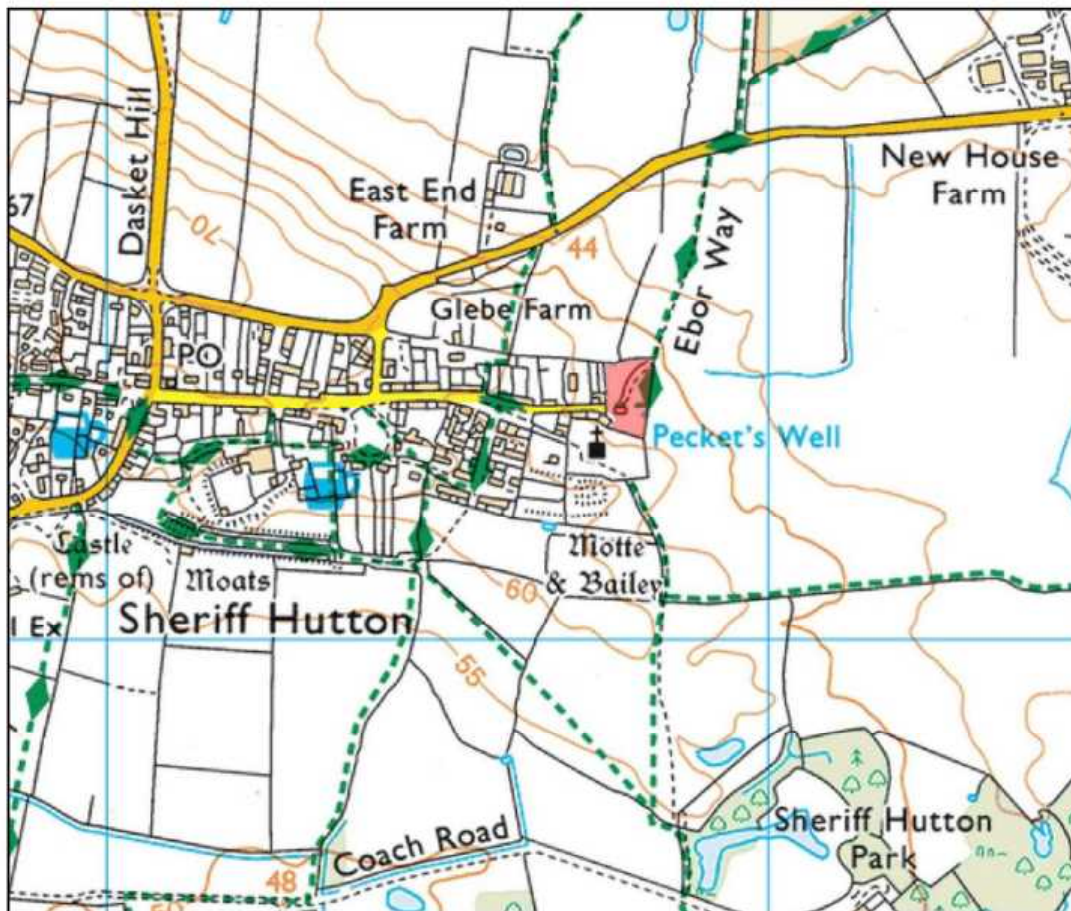 Dasket Hill
67
70
East End
Farm
44
New House
Farm
Ebor Way
Glebe Farm
PO
Pecket's Well
Castle
(rems of)
Moats
Motte
& Bailey
60
Sheriff Hutton
55
Coach Road
48
Sheriff Hutton
Park